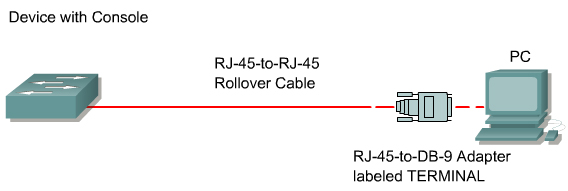 Device with Console
PC
RJ-45-to-RJ-45
Rollover Cable
RJ-45-to-DB-9 Adapter
labeled TERMINAL